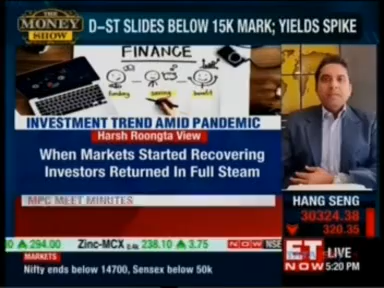 THE
MONEY
SHOW
D-ST SLIDES BELOW 15K MARK; YIELDS SPIKE
FINANCE
funding
saving
benefit
INVESTMENT TREND AMID PANDEMIC
Harsh Roongta View
When Markets Started Recovering
Investors Returned In Full Steam
MPC MEET MINUTES
HANG SENG
30324.38
320.35
294.00 Zinc-MCX 238.10 3.75 NOW NSE
MARKETS
Nifty ends below 14700, Sensex below 50k
ET
NOW
LIVE
5:20 PM